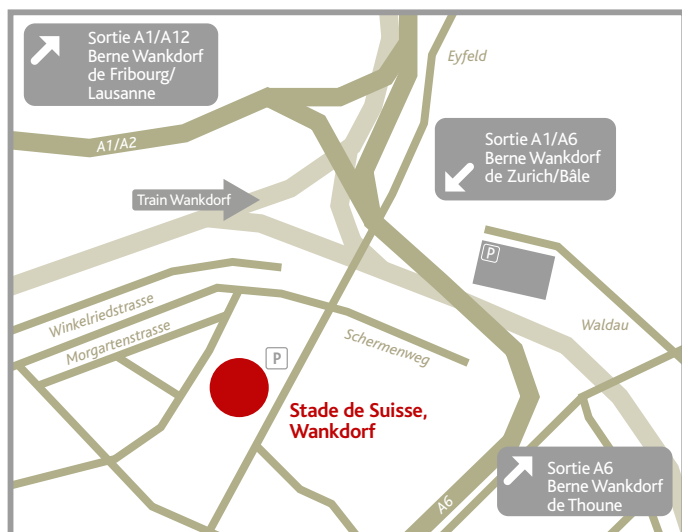 Sortie A1/A12
Berne Wankdorf
de Fribourg/
Lausanne
Eyfeld
A1/A2
Sortie A1/A6
Berne Wankdorf
de Zurich/Bâle
Train Wankdorf
P
Winkelriedstrasse
Morgartenstrasse
Schermenweg
Waldau
P
Stade de Suisse,
Wankdorf
Sortie A6
Berne Wankdorf
de Thoune
A6